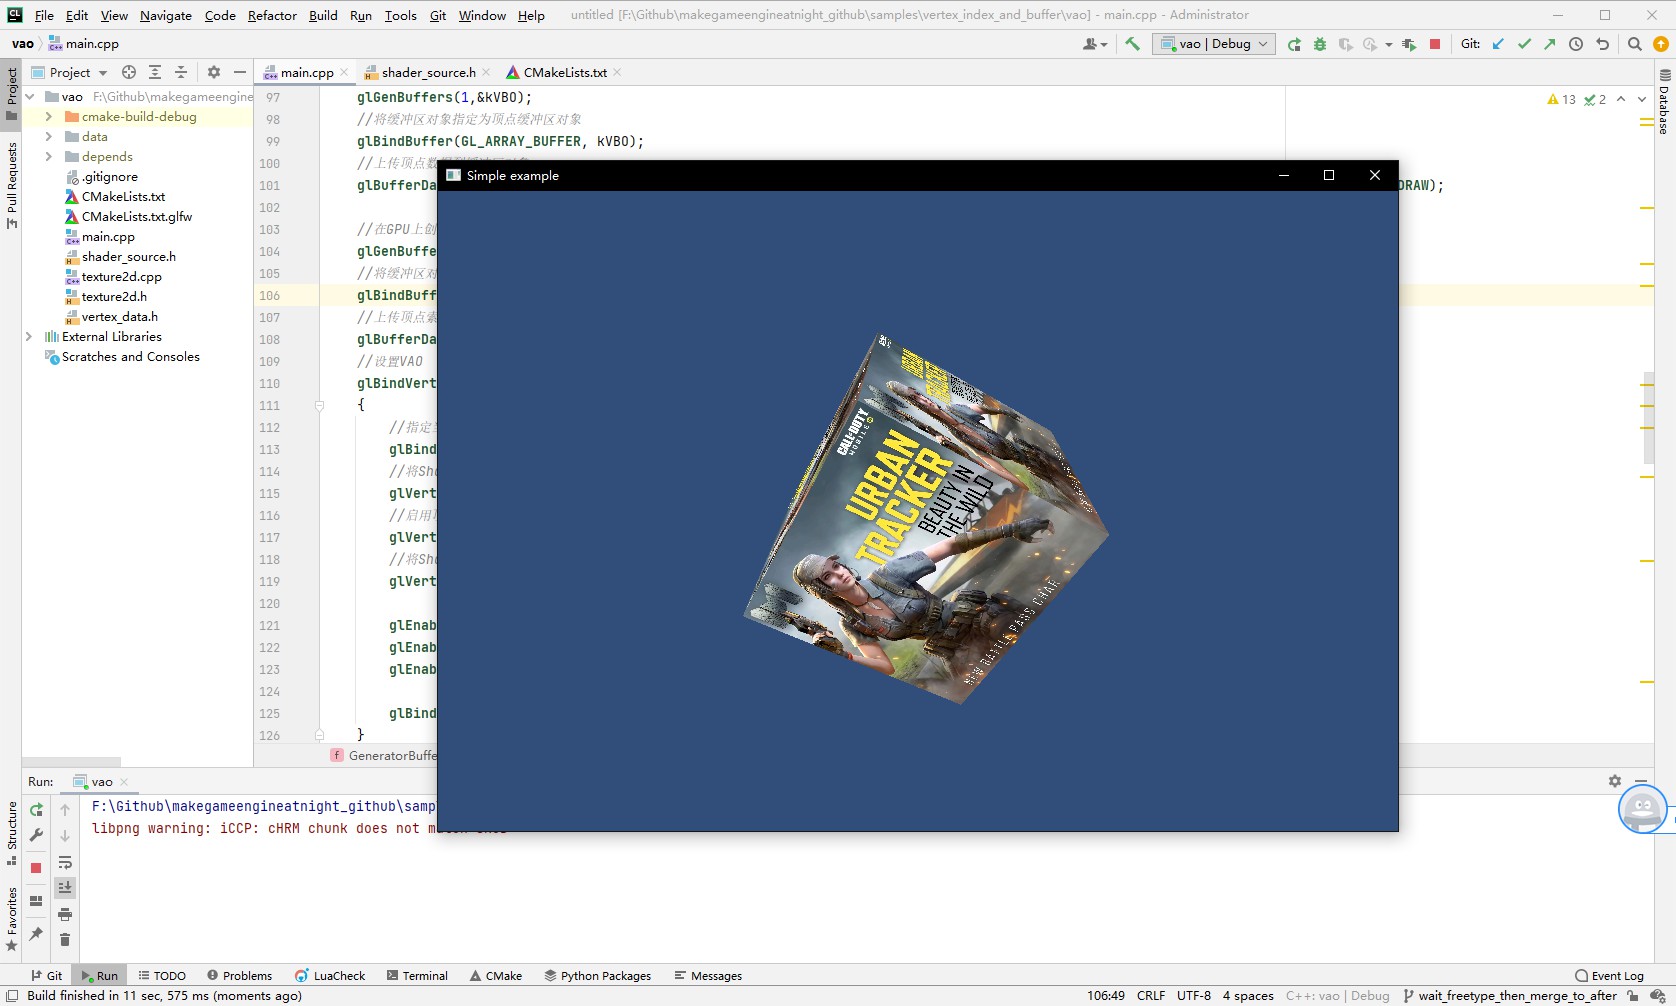 File Edit View Navigate Code Refactor Build Run Tools Git Window Help untitled [F:\Github\makegameengineatnight_github\samples\vertex_index_and_buffer\vao] - main.cpp - Administrator
vao main.cpp vao | Debug Git:
Project main.cpp shader_source.h CMakeLists.txt
Project
Pull Requests
Structure
Favorites
Database
vao F:\Github\makegameengine
cmake-build-debug
data
depends
.gitignore
CMakeLists.txt
CMakeLists.txt.glfw
main.cpp
shader_source.h
texture2d.cpp
texture2d.h
vertex_data.h
External Libraries
Scratches and Consoles
13 2
97 glGenBuffers(1,&kVBO);
98 //将缓冲区对象指定为顶点缓冲区对象
99 glBindBuffer(GL_ARRAY_BUFFER, kVBO);
100 //上传顶点数
101 glBufferDa DRAW);
102
103 //在GPU上创
104 glGenBuffe
105 //将缓冲区对
106 glBindBuff
107 //上传顶点索
108 glBufferDa
109 //设置VAO
110 glBindVert
111 {
112 //指定
113 glBind
114 //将Sh
115 glVert
116 //启用
117 glVert
118 //将Sh
119 glVert
120
121 glEnab
122 glEnab
123 glEnab
124
125 glBind
126 }
GeneratorBuffe
Simple example
CALL OF DUTY
MOBILE
URBAN
TRACKER
BEAUTY IN
THE WILD
NEW BATTLE PASS CHAR
Run: vao
F:\Github\makegameengineatnight_github\samp
libpng warning: iCCP: cHRM chunk does not
Git Run TODO Problems LuaCheck Terminal CMake Python Packages Messages Event Log
Build finished in 11 sec, 575 ms (moments ago) 106:49 CRLF UTF-8 4 spaces C++: vao | Debug wait_freetype_then_merge_to_after